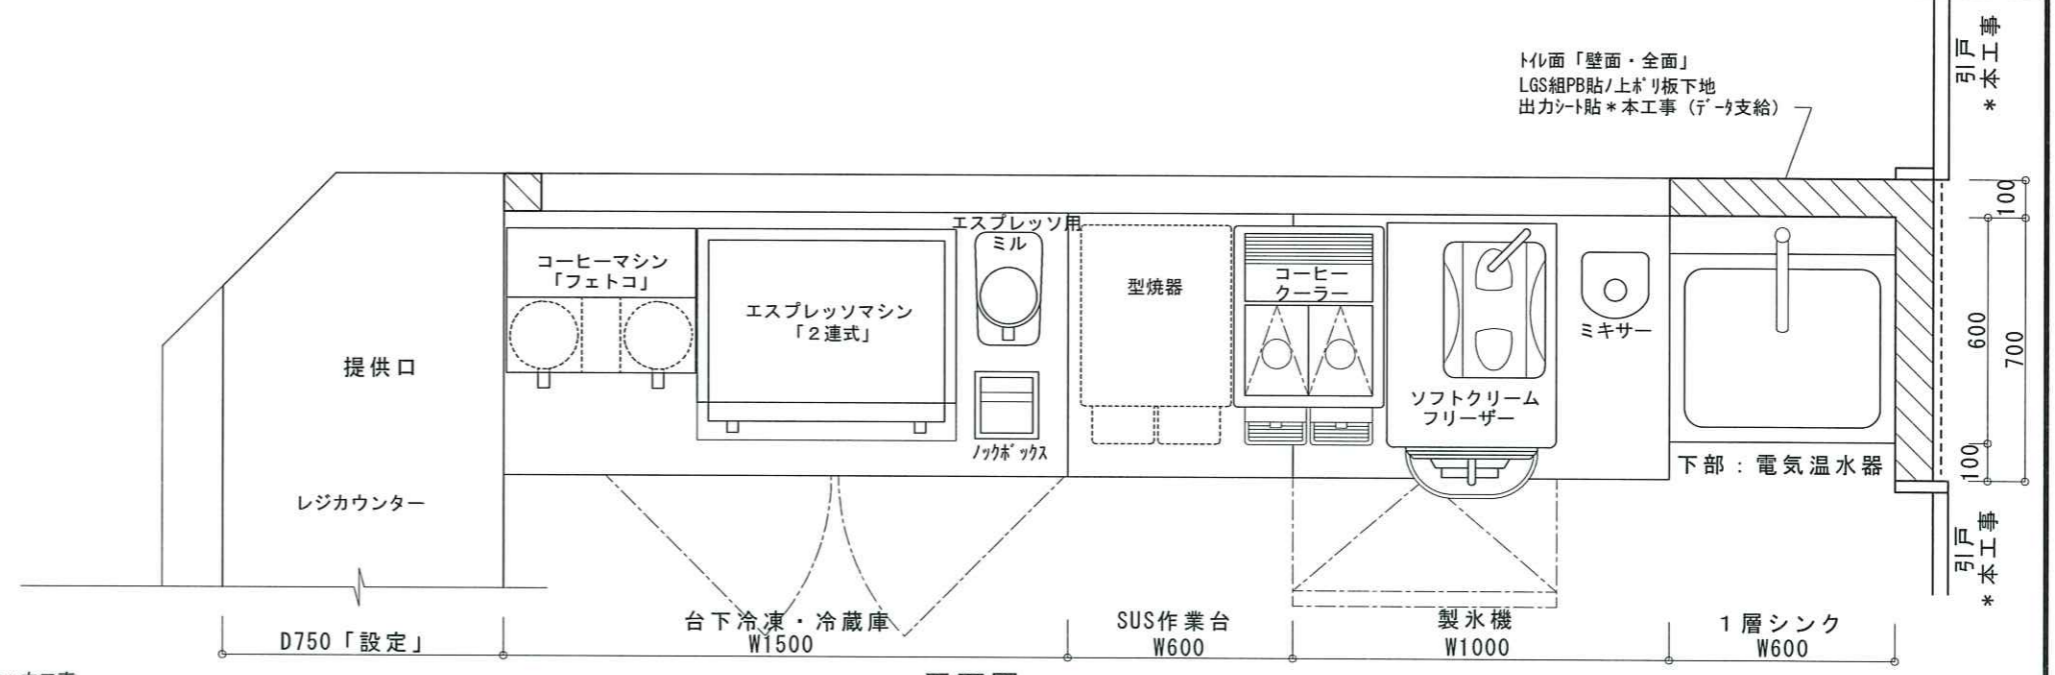 トイレ面「壁面・全面」
LGS組PB貼ノ上ポリ板下地
出力シート貼＊本工事（データ支給）
引戸
＊本工事
エスプレッソ用
ミル
コーヒーマシン
「フェトコ」
エスプレッソマシン
「２連式」
ノックボックス
型焼器
コーヒー
クーラー
ソフトクリーム
フリーザー
ミキサー
100
600
700
100
提供口
レジカウンター
下部：電気温水器
引戸
＊本工事
D750「設定」
台下冷凍・冷蔵庫
W1500
SUS作業台
W600
製氷機
W1000
１層シンク
W600